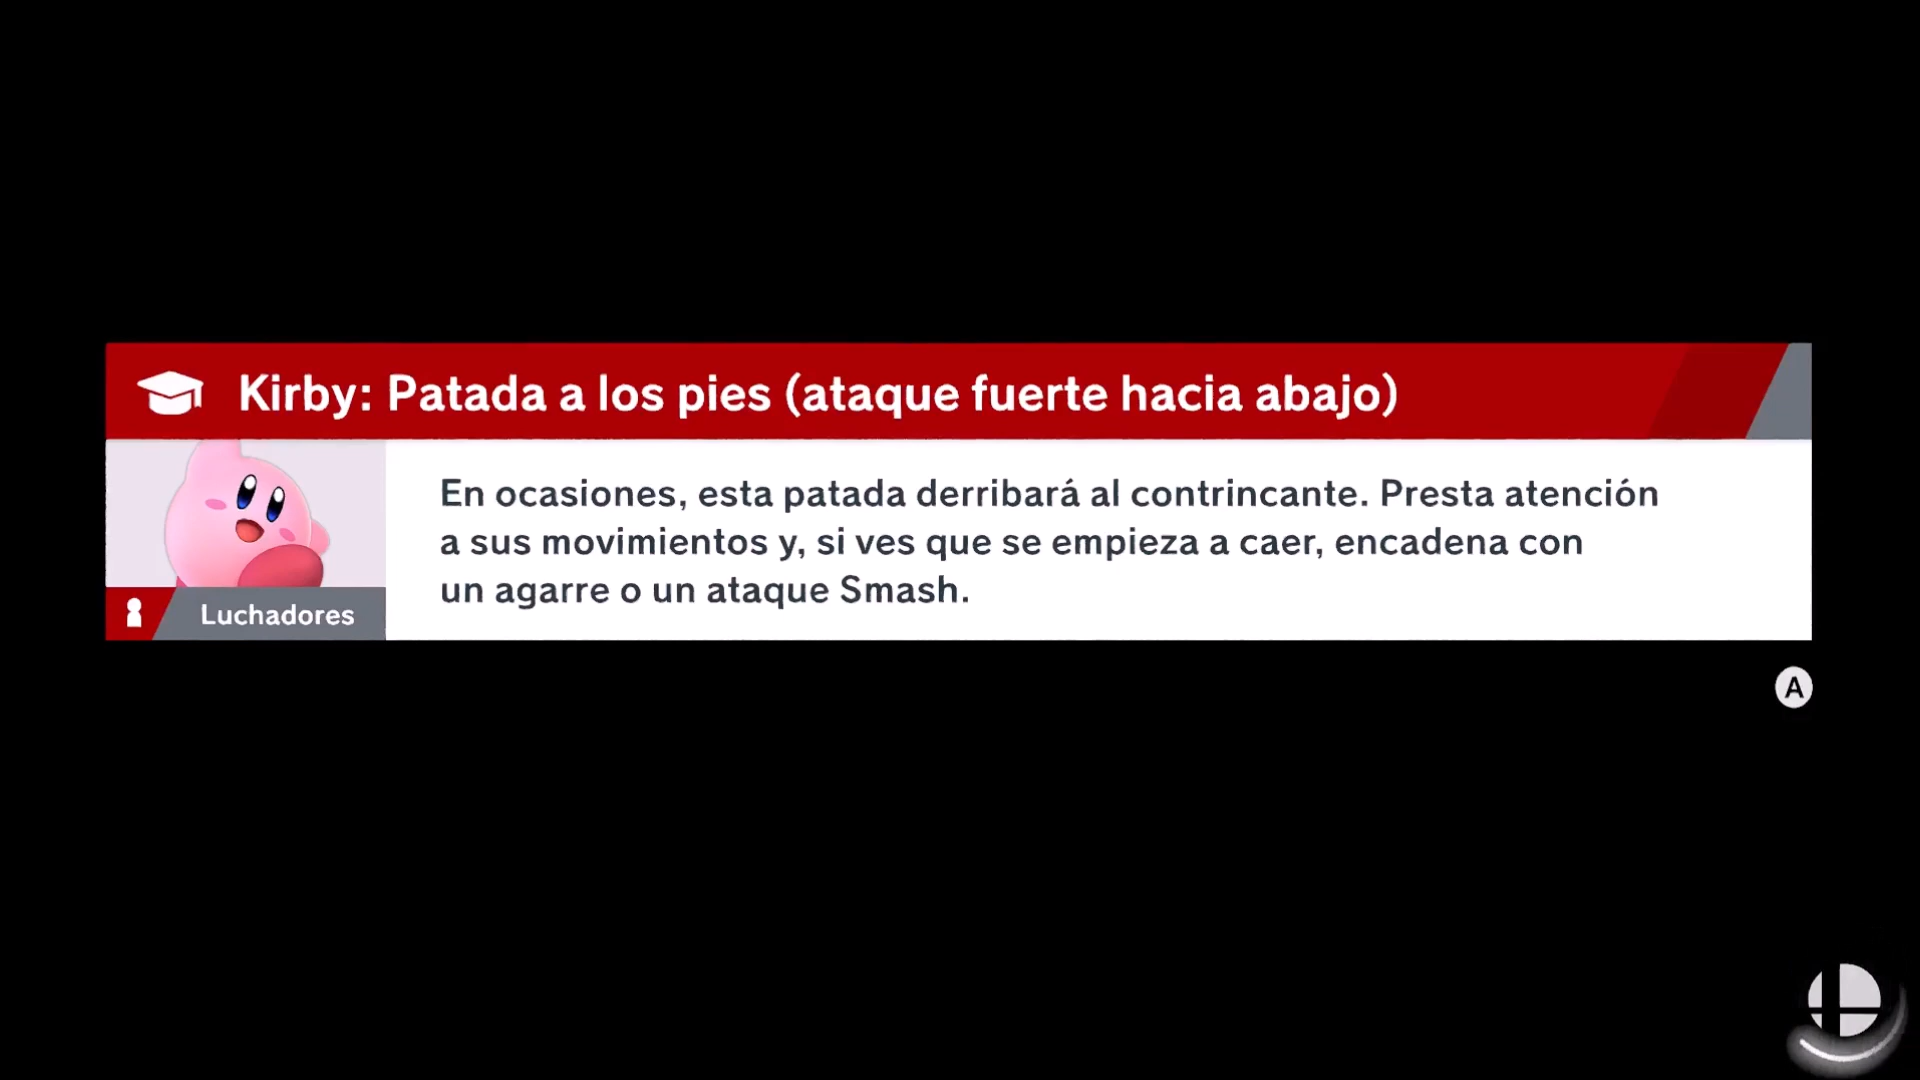 Kirby: Patada a los pies (ataque fuerte hacia abajo)
En ocasiones, esta patada derribará al contrincante. Presta atención
a sus movimientos y, si ves que se empieza a caer, encadena con
un agarre o un ataque Smash.
Luchadores
A